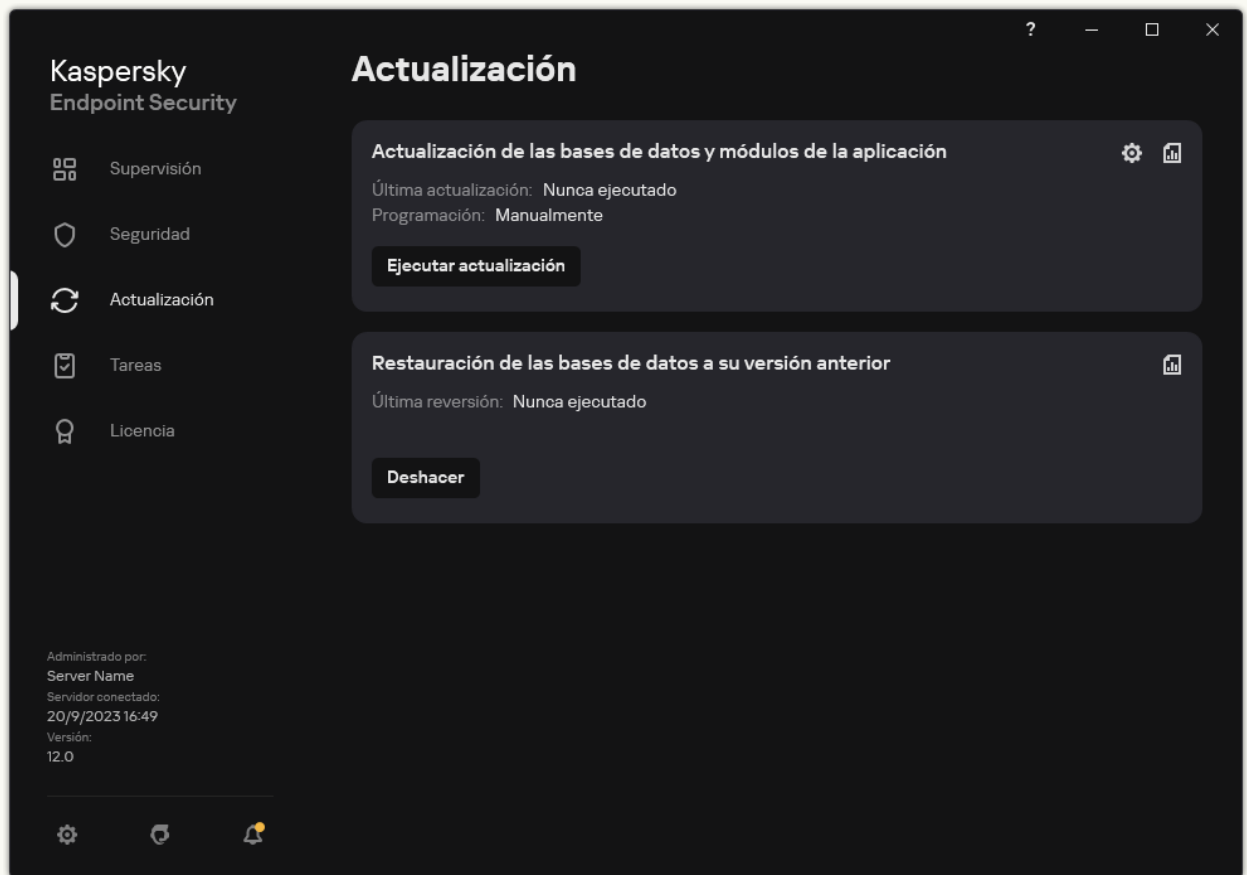 ?
Kaspersky
Endpoint Security
Supervisión
Seguridad
Actualización
Tareas
Licencia
Administrado por:
Server Name
Servidor conectado:
20/9/2023 16:49
Versión:
12.0
Actualización
Actualización de las bases de datos y módulos de la aplicación
Última actualización: Nunca ejecutado
Programación: Manualmente
Ejecutar actualización
Restauración de las bases de datos a su versión anterior
Última reversión: Nunca ejecutado
Deshacer